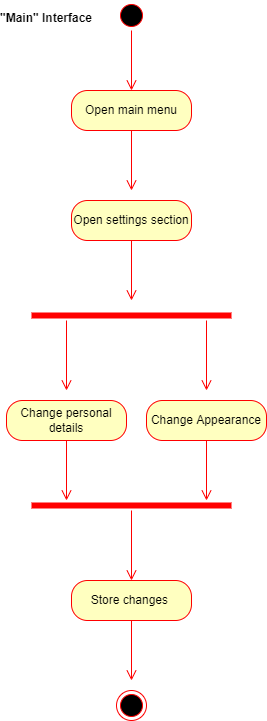 "Main" Interface
Open main menu
Open settings section
Change personal
details
Change Appearance
Store changes